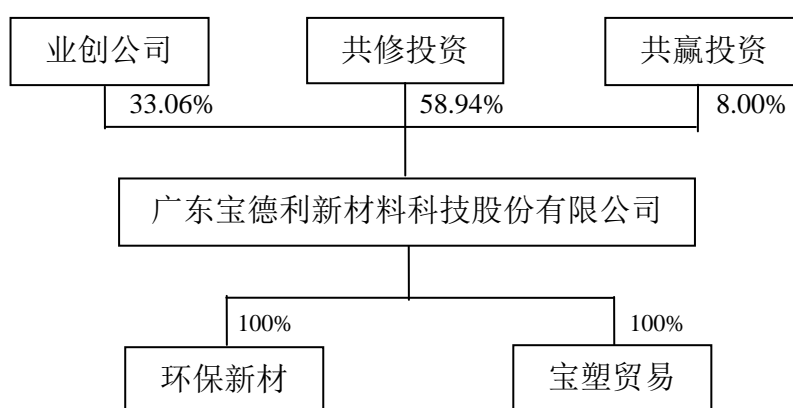 业创公司
共修投资
共赢投资
33.06%
58.94%
8.00%
广东宝德利新材料科技股份有限公司
100%
100%
环保新材
宝塑贸易